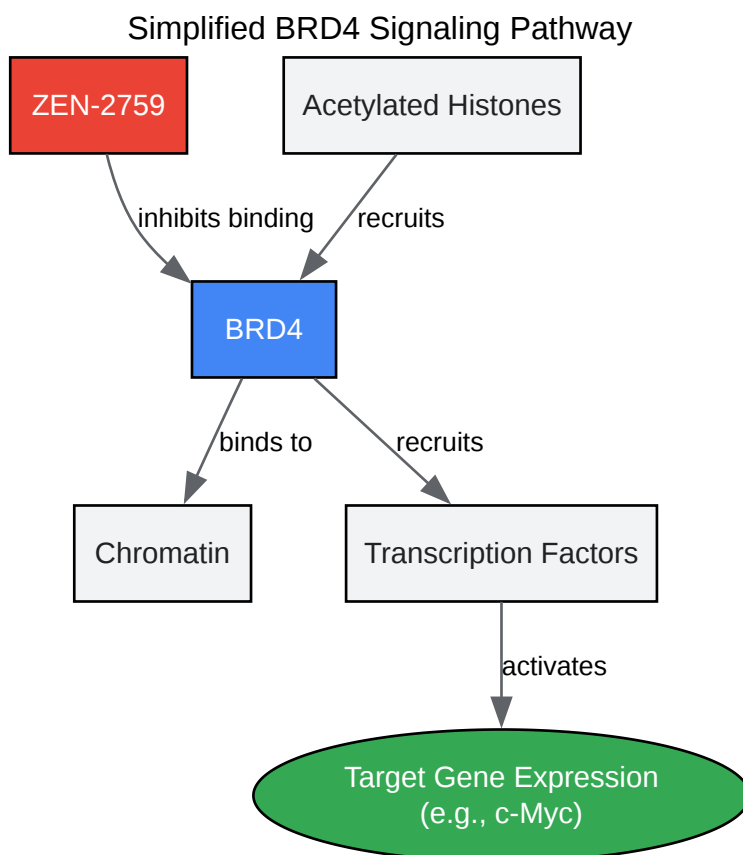 Simplified BRD4 Signaling Pathway
ZEN-2759
Acetylated Histones
inhibits binding
recruits
BRD4
binds to
recruits
Chromatin
Transcription Factors
activates
Target Gene Expression
(e.g., c-Myc)